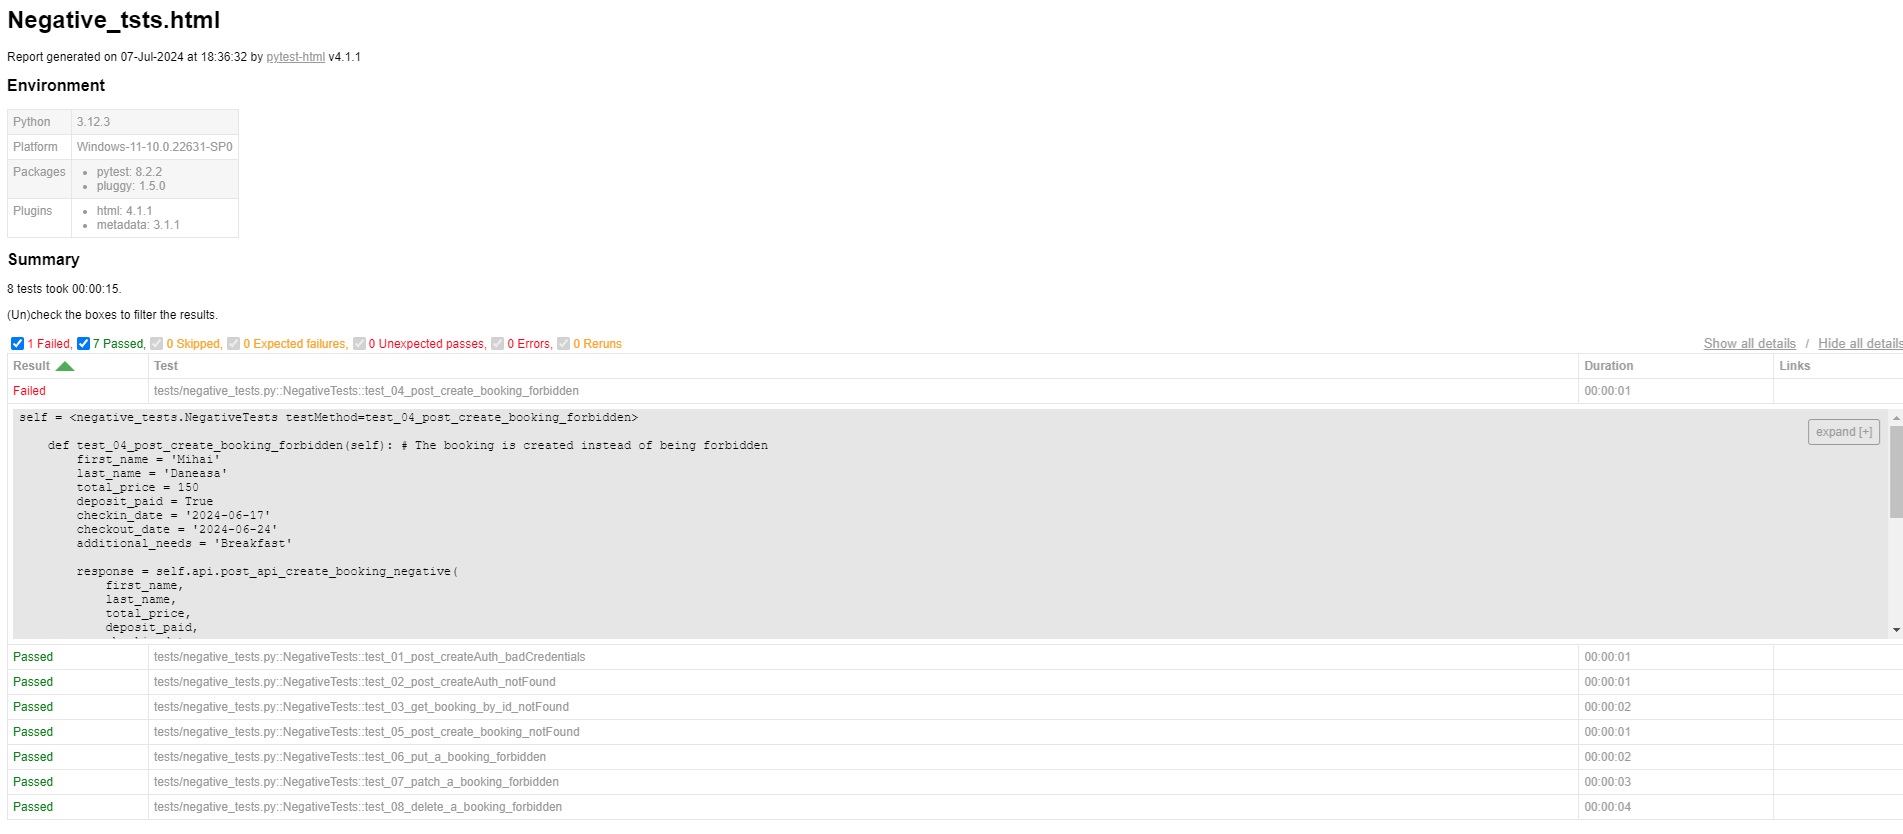 Negative_tsts.html
Report generated on 07-Jul-2024 at 18:36:32 by pytest-html v4.1.1
Environment
Python 3.12.3
Platform Windows-11-10.0.22631-SP0
Packages • pytest: 8.2.2
• pluggy: 1.5.0
Plugins • html: 4.1.1
• metadata: 3.1.1
Summary
8 tests took 00:00:15.
(Un)check the boxes to filter the results.
1 Failed, 7 Passed, 0 Skipped, 0 Expected failures, 0 Unexpected passes, 0 Errors, 0 Reruns Show all details / Hide all details
Result Test Duration Links
Failed tests/negative_tests.py::NegativeTests::test_04_post_create_booking_forbidden 00:00:01
self = <negative_tests.NegativeTests testMethod=test_04_post_create_booking_forbidden>
expand [+]
def test_04_post_create_booking_forbidden(self): # The booking is created instead of being forbidden
first_name = 'Mihai'
last_name = 'Daneasa'
total_price = 150
deposit_paid = True
checkin_date = '2024-06-17'
checkout_date = '2024-06-24'
additional_needs = 'Breakfast'
response = self.api.post_api_create_booking_negative(
first_name,
last_name,
total_price,
deposit_paid,
Passed tests/negative_tests.py::NegativeTests::test_01_post_createAuth_badCredentials 00:00:01
Passed tests/negative_tests.py::NegativeTests::test_02_post_createAuth_notFound 00:00:01
Passed tests/negative_tests.py::NegativeTests::test_03_get_booking_by_id_notFound 00:00:02
Passed tests/negative_tests.py::NegativeTests::test_05_post_create_booking_notFound 00:00:01
Passed tests/negative_tests.py::NegativeTests::test_06_put_a_booking_forbidden 00:00:02
Passed tests/negative_tests.py::NegativeTests::test_07_patch_a_booking_forbidden 00:00:03
Passed tests/negative_tests.py::NegativeTests::test_08_delete_a_booking_forbidden 00:00:04